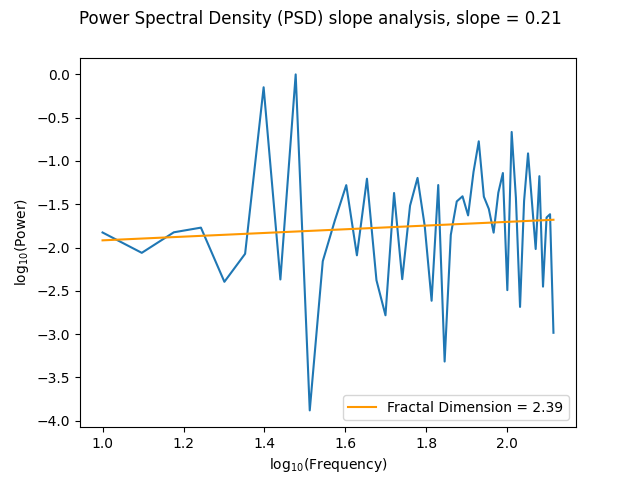 Power Spectral Density (PSD) slope analysis, slope = 0.21
log₁₀(Power)
0.0
−0.5
−1.0
−1.5
−2.0
−2.5
−3.0
−3.5
−4.0
Fractal Dimension = 2.39
1.0 1.2 1.4 1.6 1.8 2.0
log₁₀(Frequency)